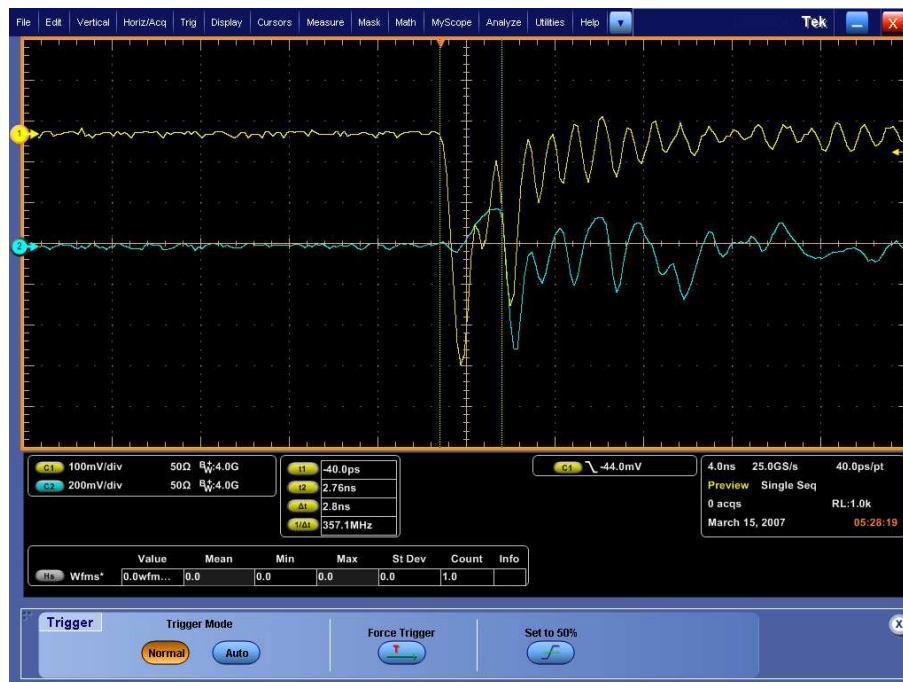 File Edit Vertical Horiz/Acq Trig Display Cursors Measure Mask Math MyScope Analyze Utilities Help Tek X
1
2
C1 100mV/div 50Ω BW:4.0G
C2 200mV/div 50Ω BW:4.0G
t1 -40.0ps
t2 2.76ns
Δt 2.8ns
1/Δt 357.1MHz
C1 -44.0mV
4.0ns 25.0GS/s 40.0ps/pt
Preview Single Seq
0 acqs RL:1.0k
March 15, 2007 05:28:19
Value Mean Min Max St Dev Count Info
Hs Wfms* 0.0wfm... 0.0 0.0 0.0 0.0 1.0
Trigger
Trigger Mode
Normal Auto
Force Trigger
T
Set to 50%
X